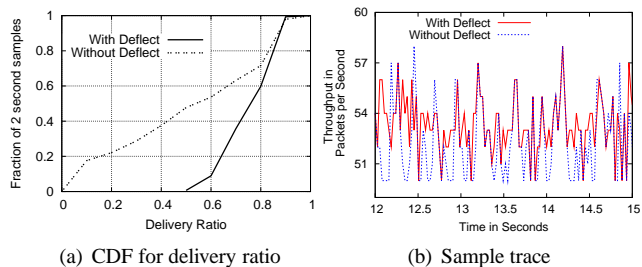 (a)
Fraction of 2 second samples
1
0.8
0.6
0.4
0.2
0
With Deflect
Without Deflect
0 0.2 0.4 0.6 0.8 1
Delivery Ratio
(a) CDF for delivery ratio
(b)
Throughput in
Packets per Second
60
57
54
51
With Deflect
Without Deflect
12 12.5 13 13.5 14 14.5 15
Time in Seconds
(b) Sample trace